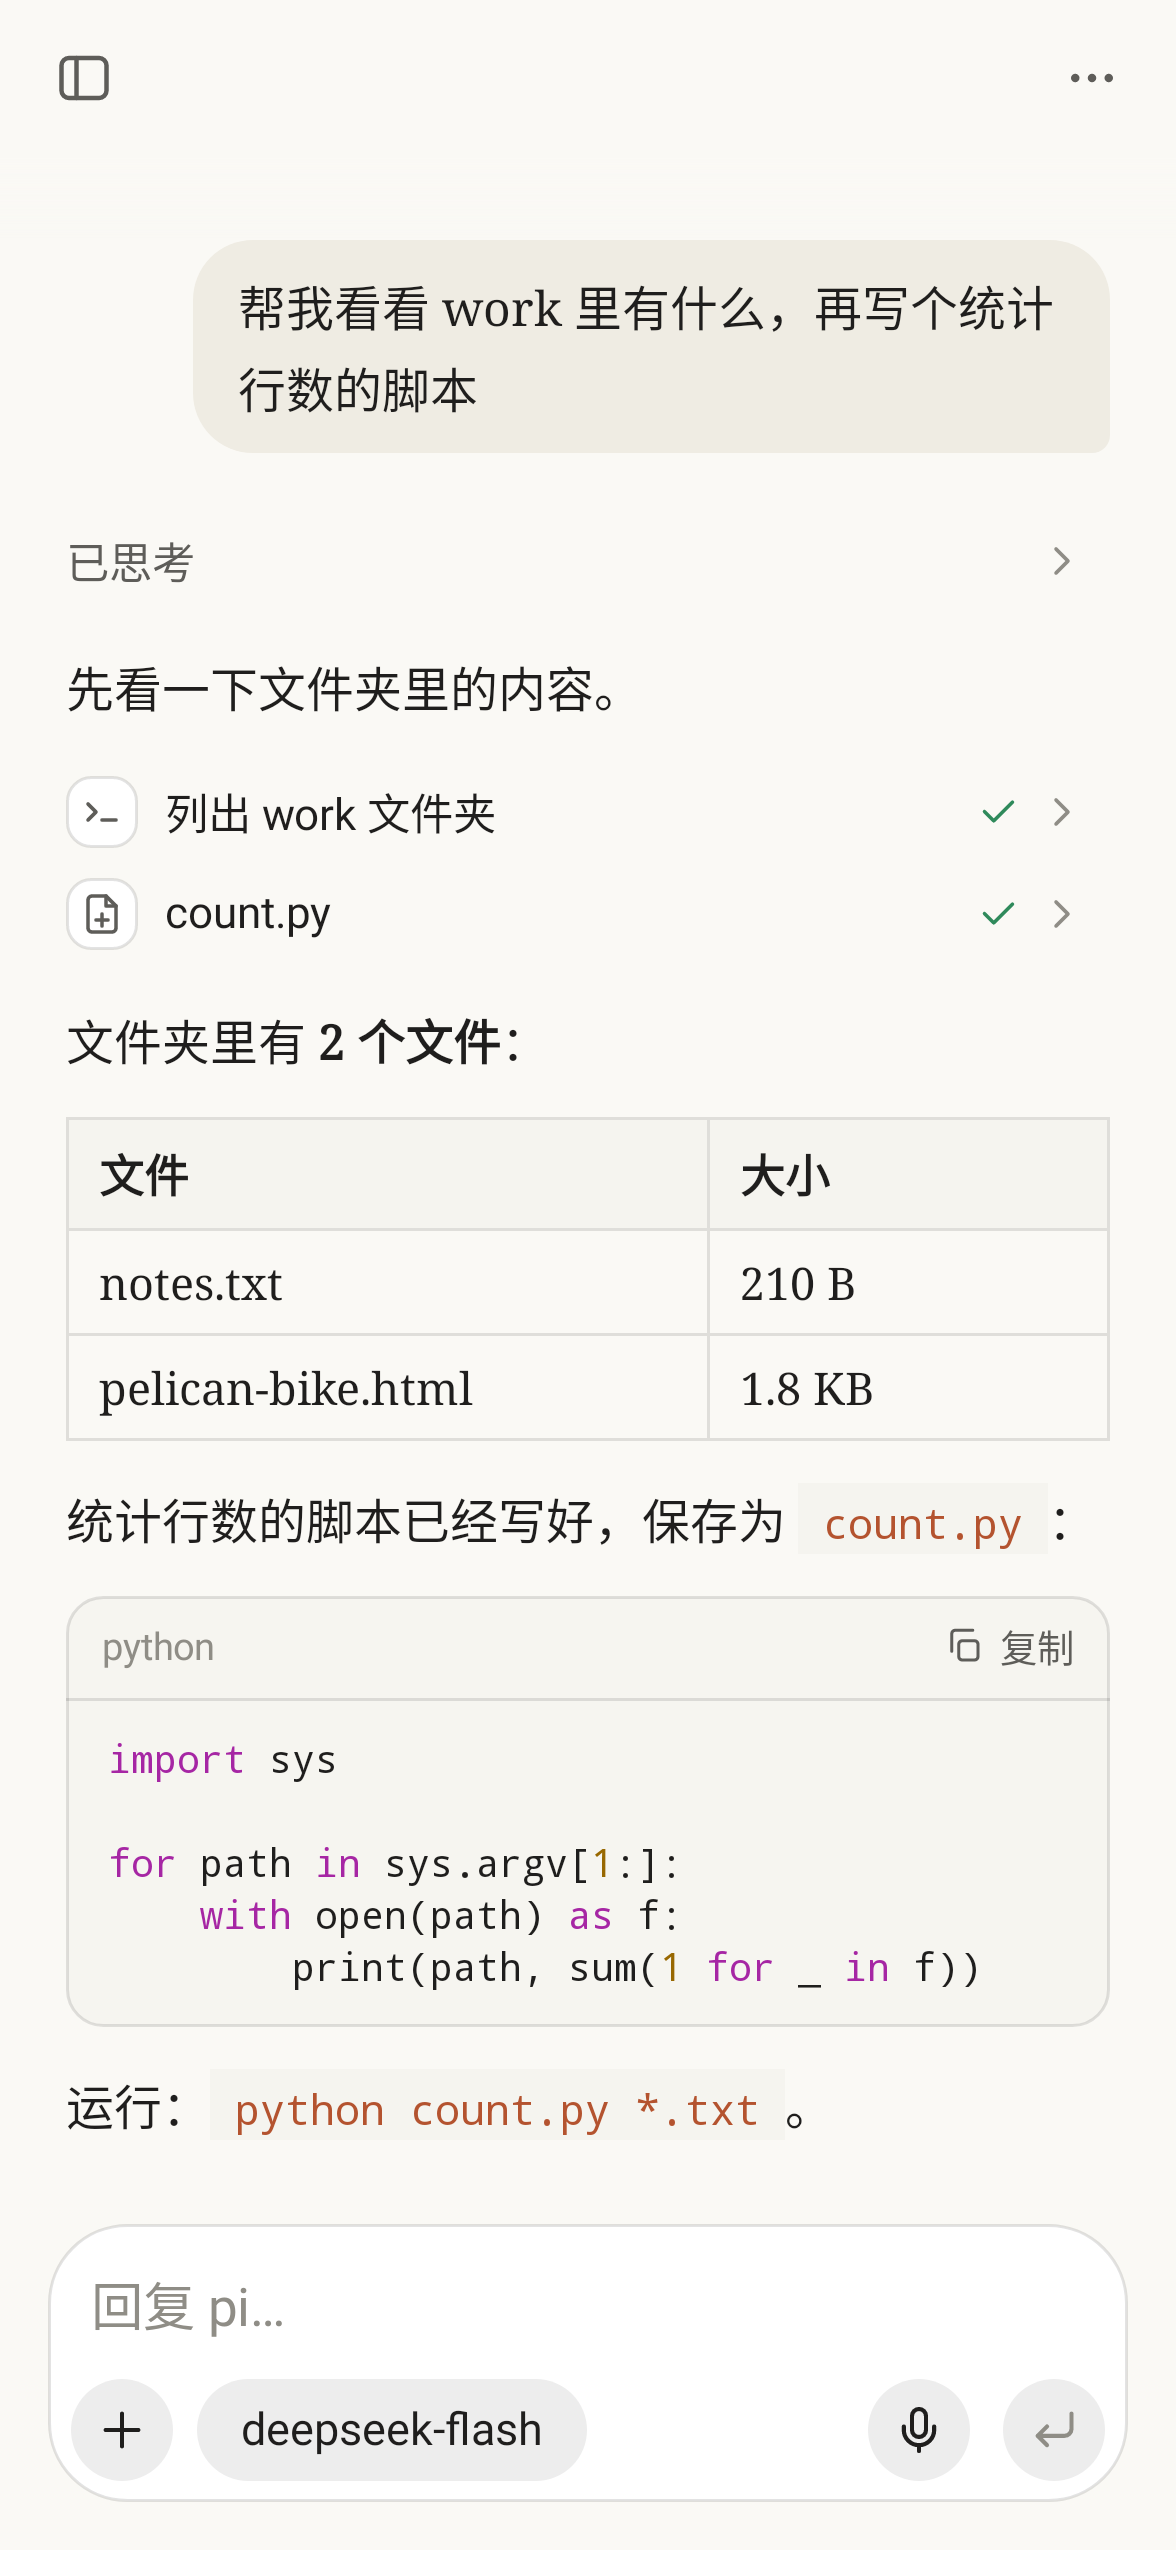 帮我看看 work 里有什么，再写个统计
行数的脚本
已思考
先看一下文件夹里的内容。
列出 work 文件夹
count.py
文件夹里有 2 个文件：
文件 大小
notes.txt 210 B
pelican-bike.html 1.8 KB
统计行数的脚本已经写好，保存为 count.py ：
python 复制
import sys

for path in sys.argv[1:]:
    with open(path) as f:
        print(path, sum(1 for _ in f))
运行： python count.py *.txt 。
回复 pi...
deepseek-flash